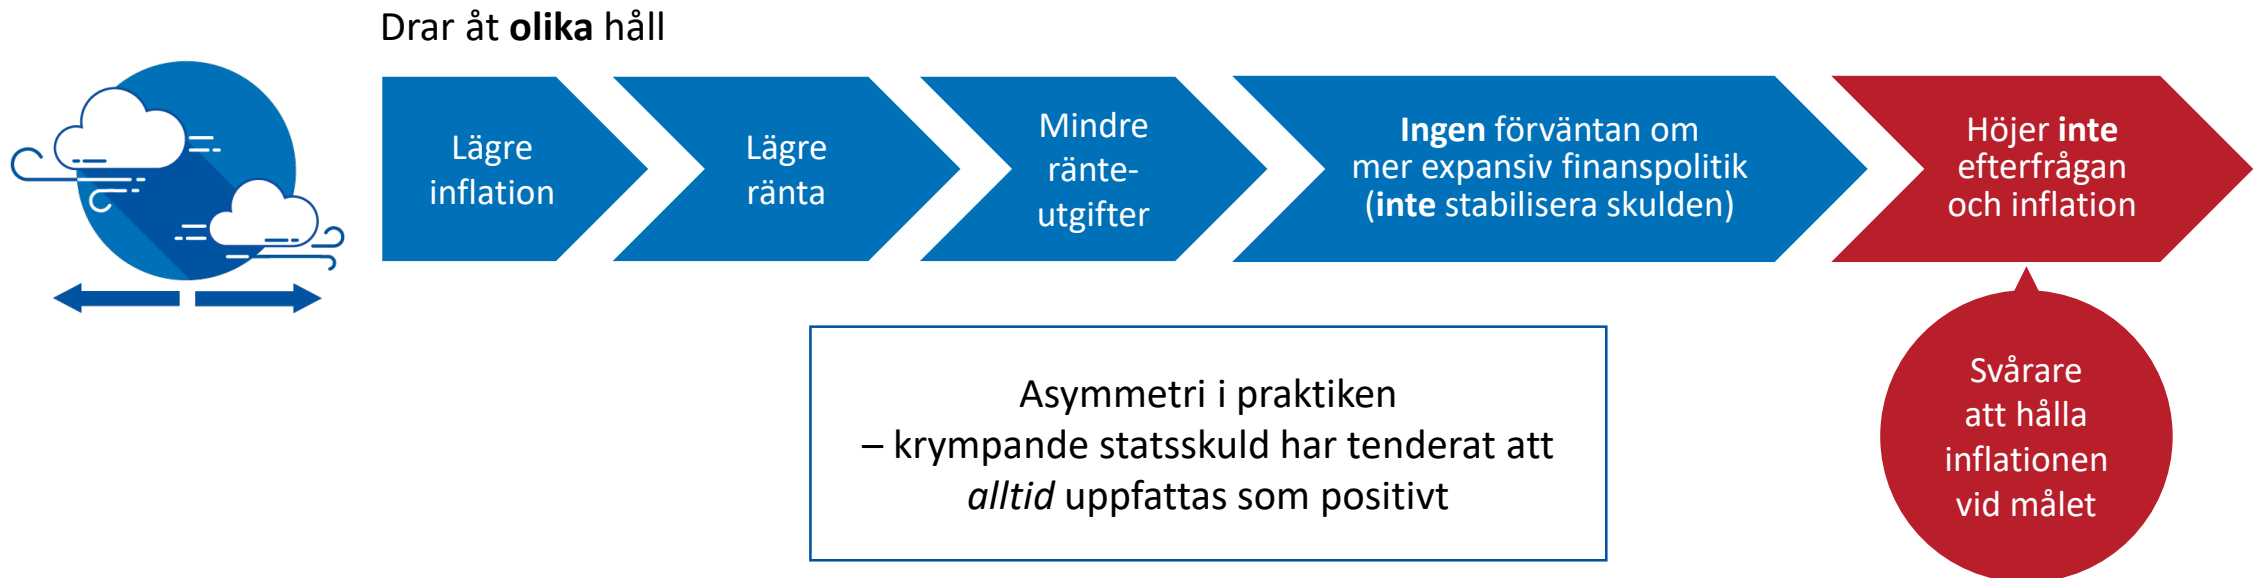 Drar åt olika håll
Lägre
inflation
Lägre
ränta
Mindre
ränte-
utgifter
Ingen förväntan om
mer expansiv finanspolitik
(inte stabilisera skulden)
Höjer inte
efterfrågan
och inflation
Asymmetri i praktiken
– krympande statsskuld har tenderat att
alltid uppfattas som positivt
Svårare
att hålla
inflationen
vid målet